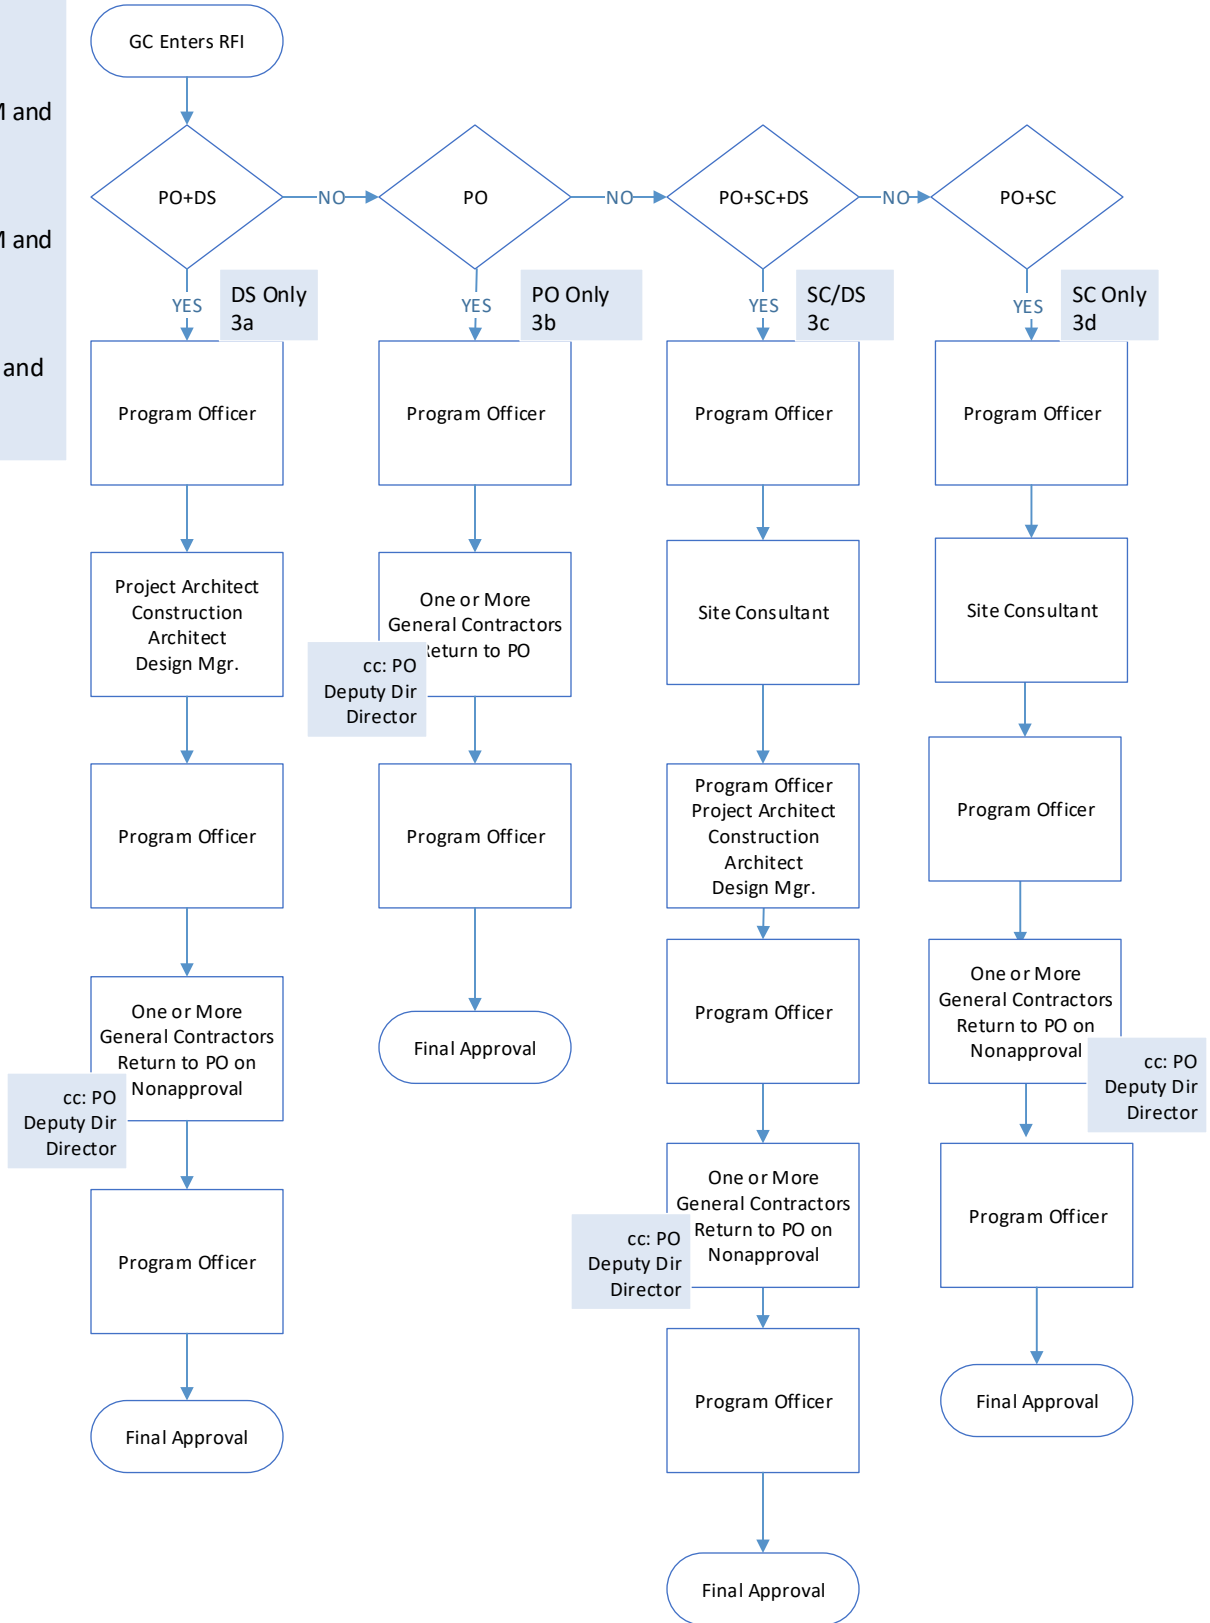 GC Enters RFI
M and
M and
and
PO+DS
NO
PO
NO
PO+SC+DS
NO
PO+SC
YES
DS Only
3a
YES
PO Only
3b
YES
SC/DS
3c
YES
SC Only
3d
Program Officer
Program Officer
Program Officer
Program Officer
Project Architect
Construction
Architect
Design Mgr.
One or More
General Contractors
Return to PO
cc: PO
Deputy Dir
Director
Site Consultant
Site Consultant
Program Officer
Program Officer
Program Officer
Project Architect
Construction
Architect
Design Mgr.
Program Officer
One or More
General Contractors
Return to PO on
Nonapproval
cc: PO
Deputy Dir
Director
Final Approval
Program Officer
One or More
General Contractors
Return to PO on
Nonapproval
cc: PO
Deputy Dir
Director
Program Officer
One or More
General Contractors
Return to PO on
Nonapproval
cc: PO
Deputy Dir
Director
Program Officer
Final Approval
Program Officer
Final Approval
Final Approval